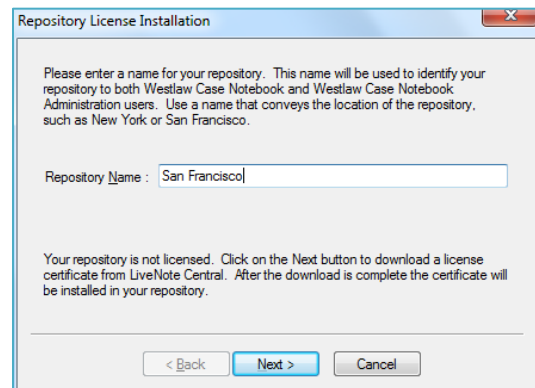 Repository License Installation
Please enter a name for your repository. This name will be used to identify your
repository to both Westlaw Case Notebook and Westlaw Case Notebook
Administration users. Use a name that conveys the location of the repository,
such as New York or San Francisco.
Repository Name : San Francisco
Your repository is not licensed. Click on the Next button to download a license
certificate from LiveNote Central. After the download is complete the certificate will
be installed in your repository.
< Back Next > Cancel